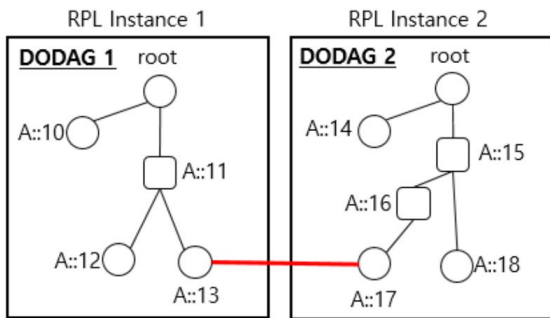 RPL Instance 1
RPL Instance 2
DODAG 1 root
DODAG 2 root
A::10
A::11
A::12
A::13
A::14
A::15
A::16
A::17
A::18